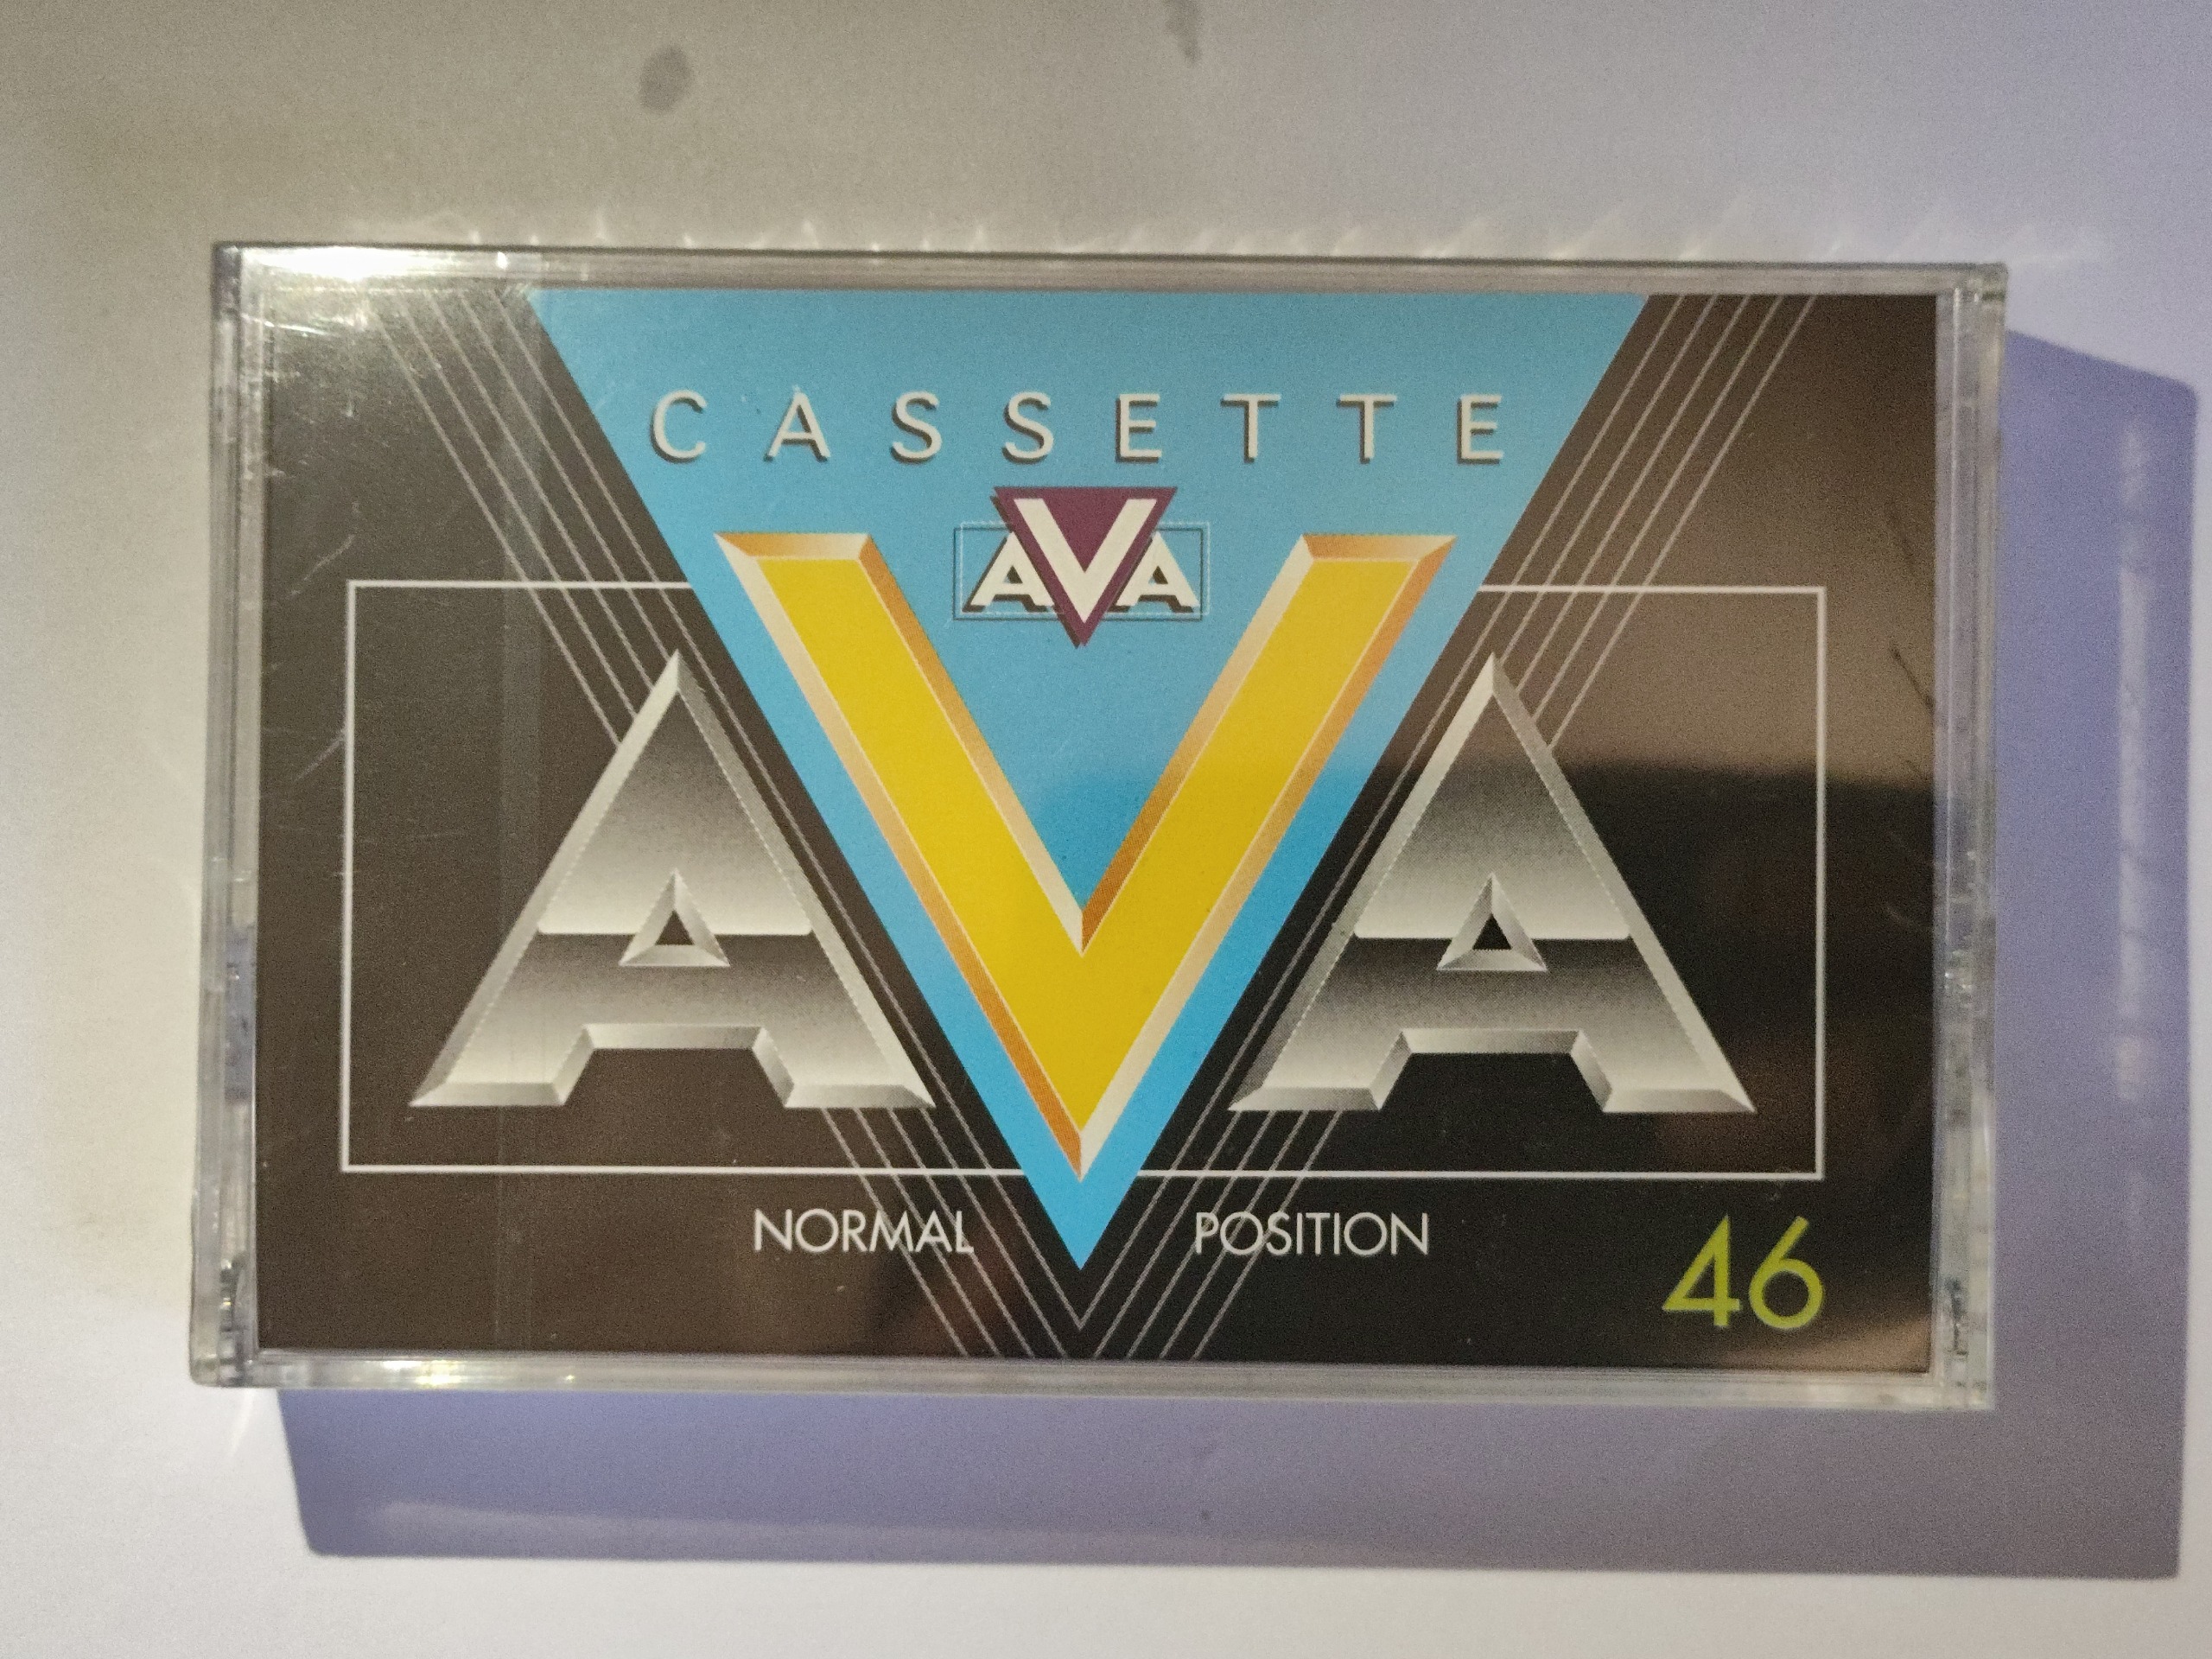 CASSETTE
AVA
AVA
NORMAL POSITION
46